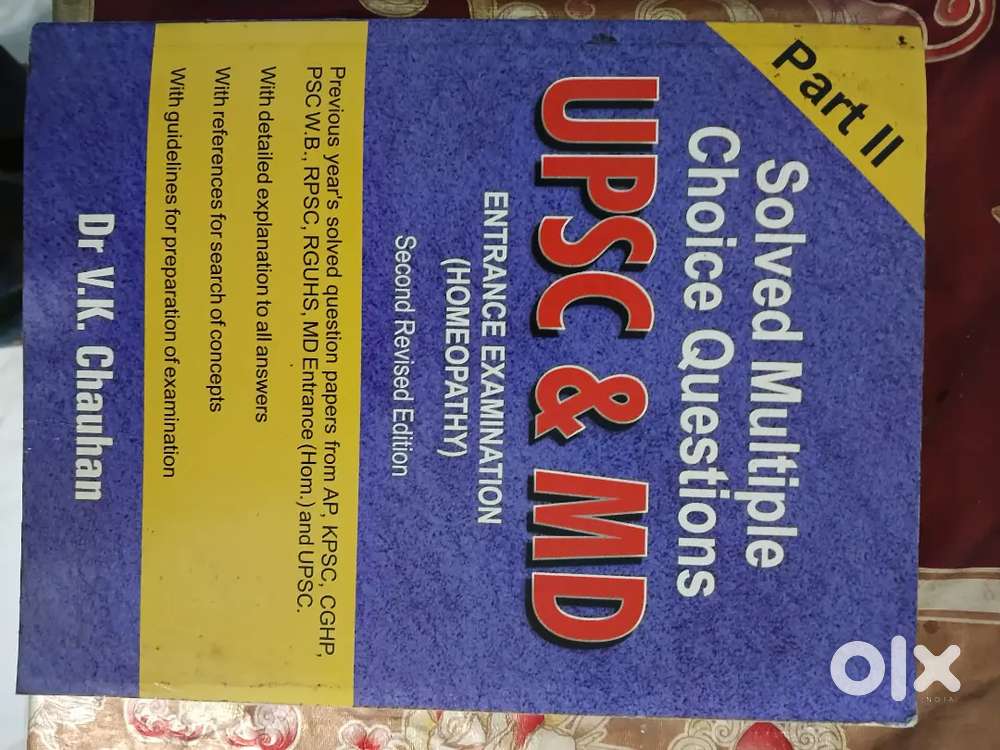 Part II
Solved Multiple
Choice Questions
UPSC & MD
ENTRANCE EXAMINATION
(HOMEOPATHY)
Second Revised Edition
Previous year's solved question papers from AP, KPSC, CGHP,
PSC W.B., RPSC, RGUHS, MD Entrance (Hom.) and UPSC.
With detailed explanation to all answers
With references for search of concepts
With guidelines for preparation of examination
Dr V.K. Chauhan
olx
INDIA